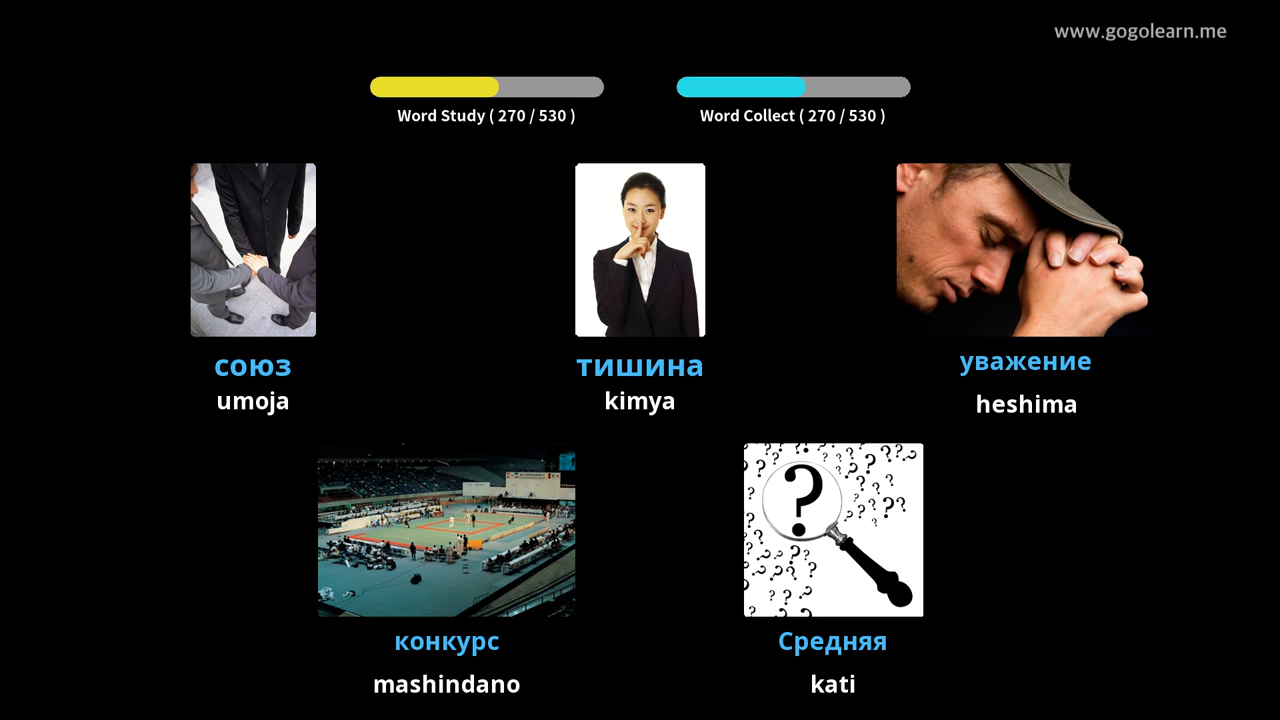 www.gogolearn.me
Word Study ( 270 / 530 )
Word Collect ( 270 / 530 )
союз
umoja
тишина
kimya
уважение
heshima
конкурс
mashindano
Средняя
kati